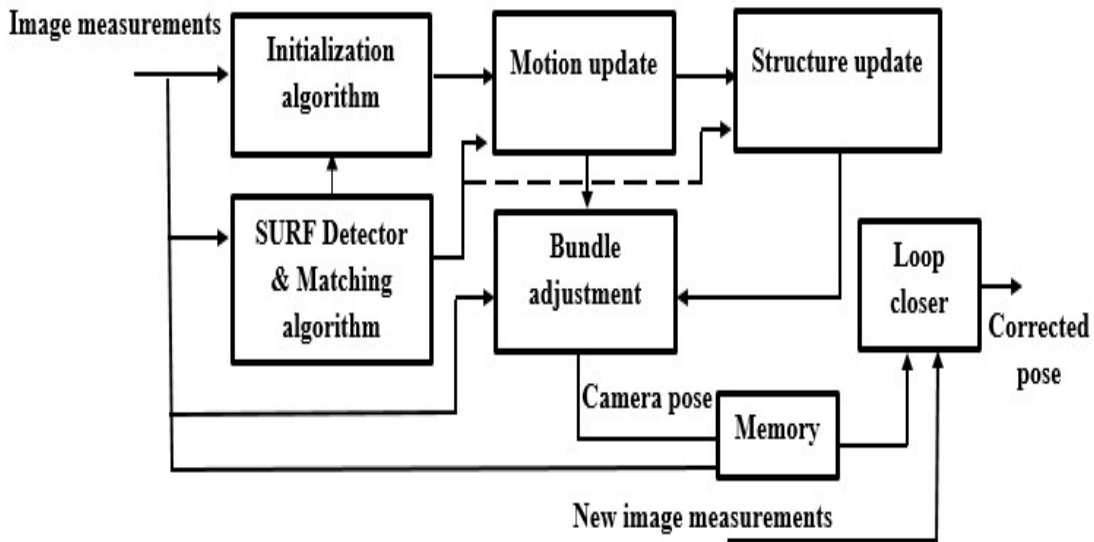 Image measurements
Initialization
algorithm
Motion update
Structure update
SURF Detector
& Matching
algorithm
Bundle
adjustment
Loop
closer
Corrected
pose
Camera pose
Memory
New image measurements